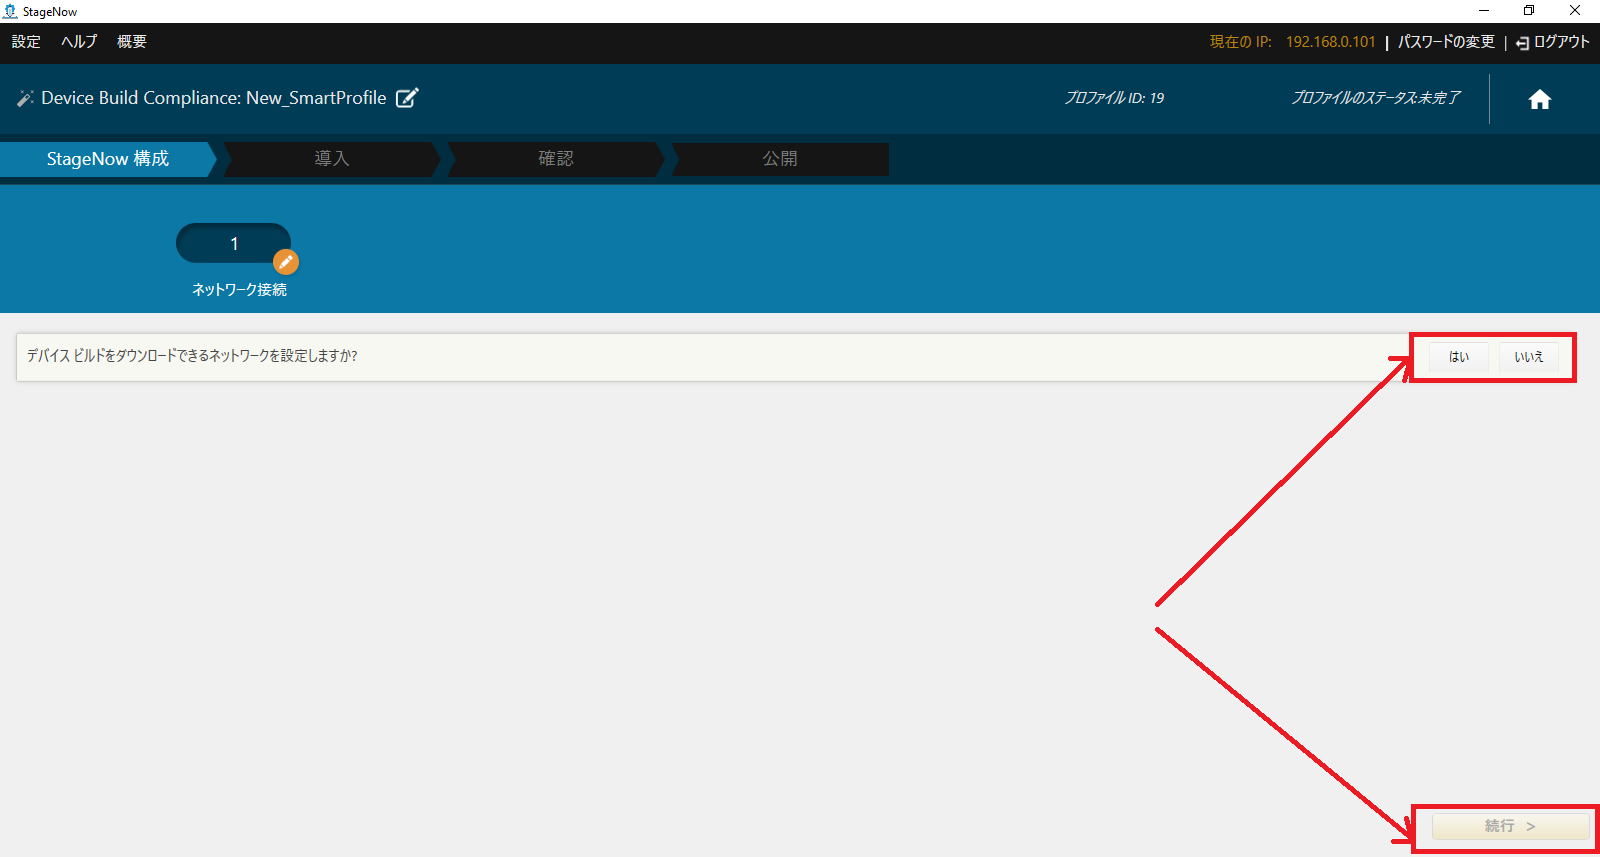 StageNow
設定 ヘルプ 概要 現在の IP: 192.168.0.101 | パスワードの変更 | ログアウト
Device Build Compliance: New_SmartProfile プロファイル ID: 19 プロファイルのステータス:未完了
StageNow 構成 導入 確認 公開
1
ネットワーク接続
デバイス ビルドをダウンロードできるネットワークを設定しますか? はい いいえ
続行 >